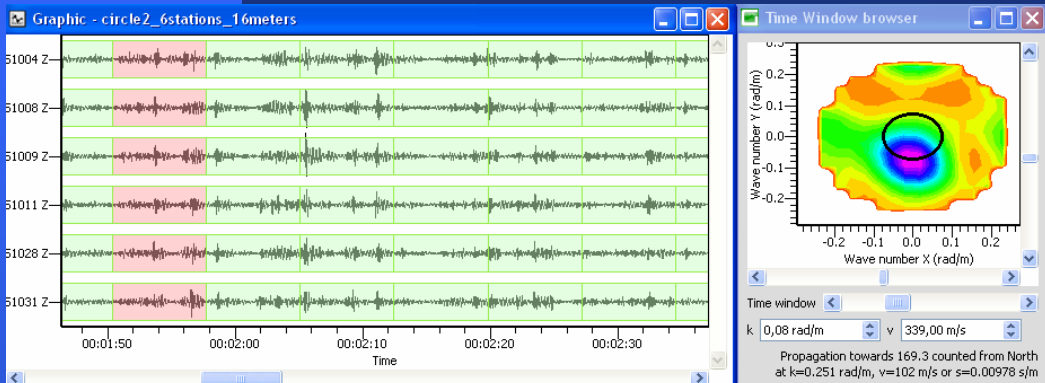 Graphic - circle2_6stations_16meters
51004 Z
51008 Z
51009 Z
51011 Z
51028 Z
51031 Z
00:01:50 00:02:00 00:02:10 00:02:20 00:02:30
Time
Time Window browser
Wave number Y (rad/m)
0.3
0.2
0.1
0.0
-0.1
-0.2
-0.2 -0.1 0.0 0.1 0.2
Wave number X (rad/m)
Time window
k 0,08 rad/m v 339,00 m/s
Propagation towards 169.3 counted from North
at k=0.251 rad/m, v=102 m/s or s=0.00978 s/m